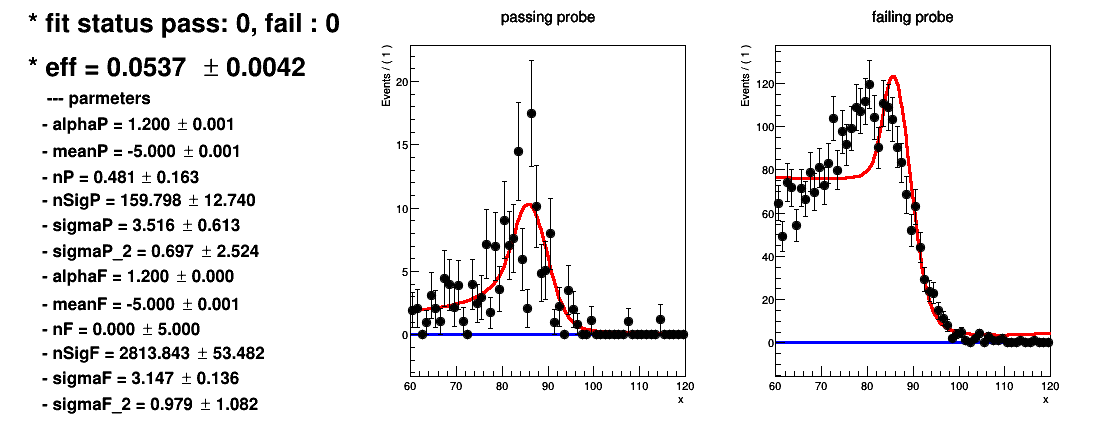 * fit status pass: 0, fail : 0
* eff = 0.0537 ± 0.0042
--- parmeters
- alphaP = 1.200 ± 0.001
- meanP = -5.000 ± 0.001
- nP = 0.481 ± 0.163
- nSigP = 159.798 ± 12.740
- sigmaP = 3.516 ± 0.613
- sigmaP_2 = 0.697 ± 2.524
- alphaF = 1.200 ± 0.000
- meanF = -5.000 ± 0.001
- nF = 0.000 ± 5.000
- nSigF = 2813.843 ± 53.482
- sigmaF = 3.147 ± 0.136
- sigmaF_2 = 0.979 ± 1.082
passing probe
Events / ( 1 )
20
15
10
5
0
60 70 80 90 100 110 120
x
failing probe
Events / ( 1 )
120
100
80
60
40
20
0
60 70 80 90 100 110 120
x